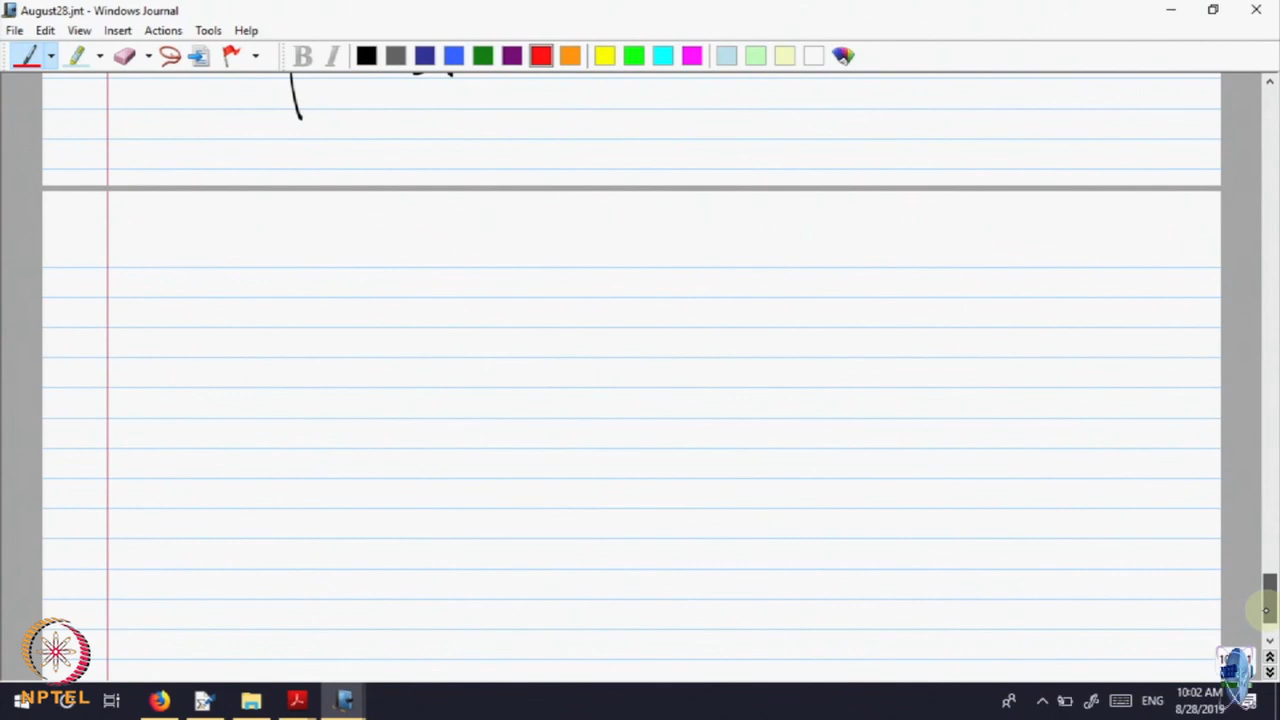 August28.jnt - Windows Journal
File Edit View Insert Actions Tools Help
B I
NPTEL
ENG
10:02 AM
8/28/2019